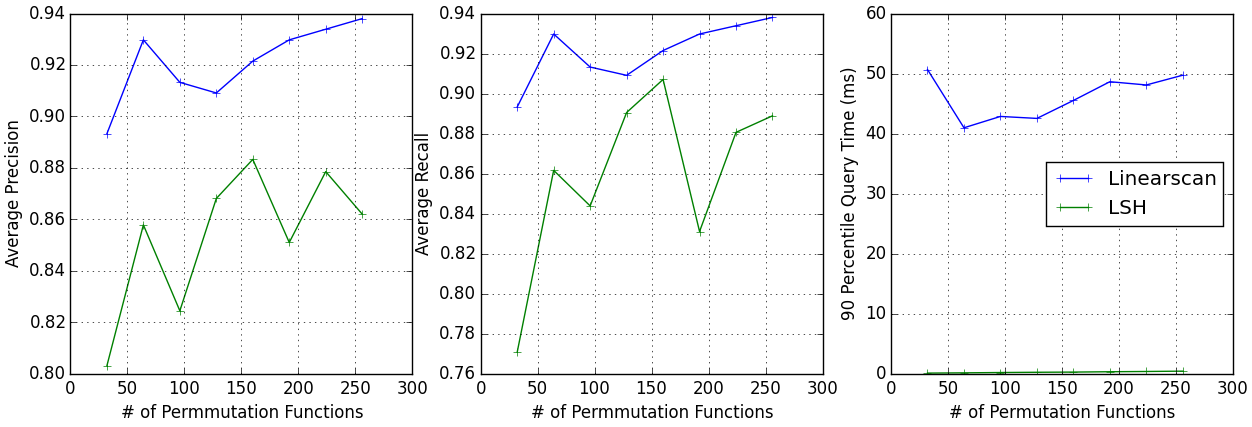 Average Precision
0.94
0.92
0.90
0.88
0.86
0.84
0.82
0.80
0 50 100 150 200 250 300
# of Permmutation Functions
Average Recall
0.94
0.92
0.90
0.88
0.86
0.84
0.82
0.80
0.78
0.76
0 50 100 150 200 250 300
# of Permmutation Functions
90 Percentile Query Time (ms)
60
50
40
30
20
10
0
0 50 100 150 200 250 300
# of Permutation Functions
Linearscan
LSH